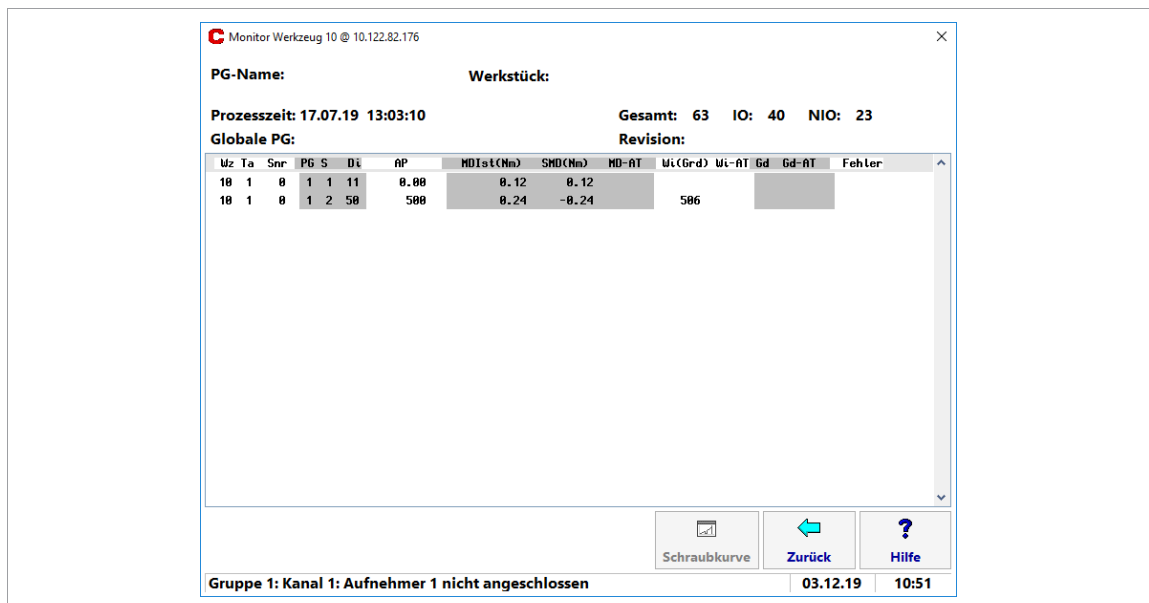 C Monitor Werkzeug 10 @ 10.122.82.176
PG-Name: Werkstück:
Prozesszeit: 17.07.19 13:03:10 Gesamt: 63 IO: 40 NIO: 23
Globale PG: Revision:
Wz Ta Snr PG S Di AP MDIst(Nm) SMD(Nm) MD-AT Wi(Grd) Wi-AT Gd Gd-AT Fehler
10 1 0 1 1 11 0.00 0.12 0.12
10 1 0 1 2 50 500 0.24 -0.24 506
Schraubkurve Zurück ? Hilfe
Gruppe 1: Kanal 1: Aufnehmer 1 nicht angeschlossen 03.12.19 10:51